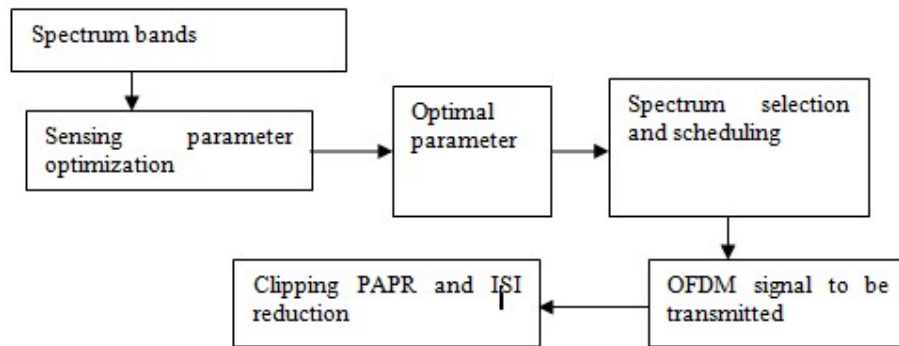 Spectrum bands
Sensing parameter
optimization
Optimal
parameter
Spectrum selection
and scheduling
OFDM signal to be
transmitted
Clipping PAPR and ISI
reduction